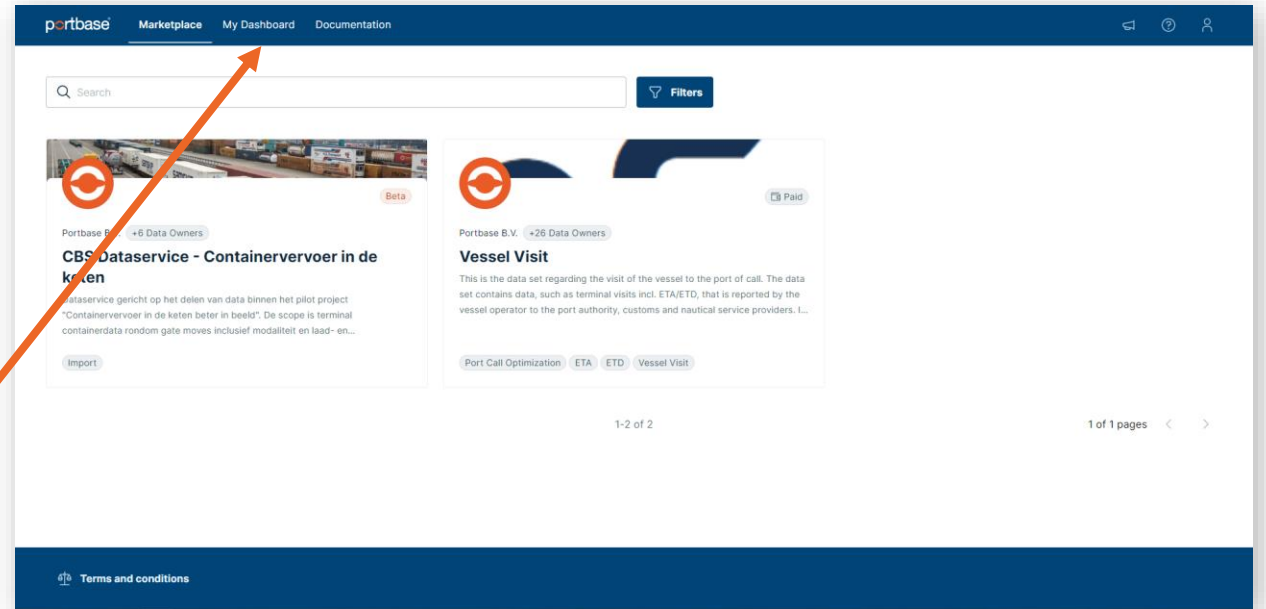 portbase Marketplace My Dashboard Documentation
Search
Filters
Beta
Portbase B.V. +6 Data Owners
CBS Dataservice - Containervervoer in de
keten
Dataservice gericht op het delen van data binnen het pilot project
"Containervervoer in de keten beter in beeld". De scope is terminal
containerdata rondom gate moves inclusief modaliteit en laad- en...
Import
Paid
Portbase B.V. +26 Data Owners
Vessel Visit
This is the data set regarding the visit of the vessel to the port of call. The data
set contains data, such as terminal visits incl. ETA/ETD, that is reported by the
vessel operator to the port authority, customs and nautical service providers. I...
Port Call Optimization ETA ETD Vessel Visit
1-2 of 2
1 of 1 pages
Terms and conditions